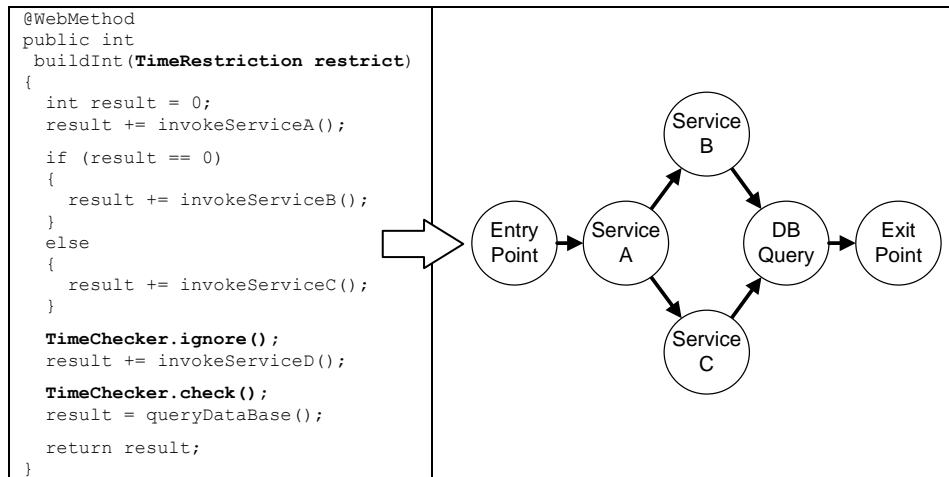 @WebMethod
public int
buildInt(TimeRestriction restrict)
{
int result = 0;
result += invokeServiceA();
if (result == 0)
{
result += invokeServiceB();
}
else
{
result += invokeServiceC();
}
TimeChecker.ignore();
result += invokeServiceD();
TimeChecker.check();
result = queryDataBase();
return result;
}
Entry
Point
Service
A
Service
B
Service
C
DB
Query
Exit
Point